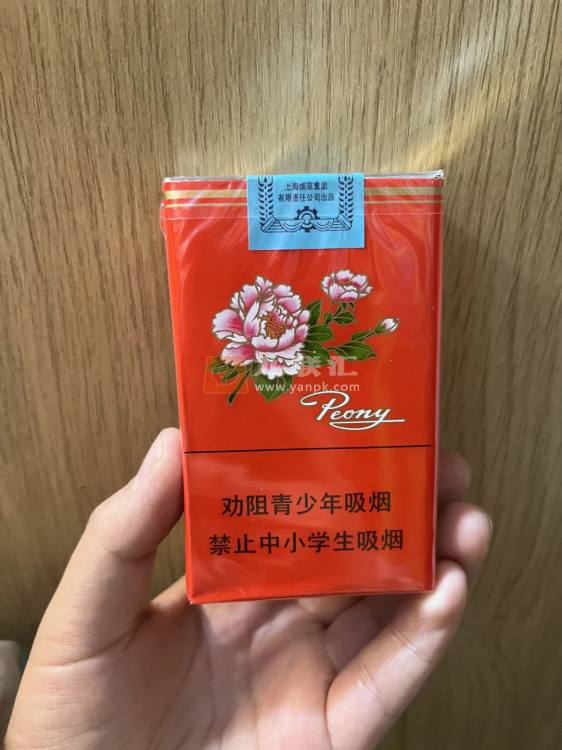 上海烟草集团
有限责任公司出品
汇
www.yanpk.com
Peony
劝阻青少年吸烟
禁止中小学生吸烟